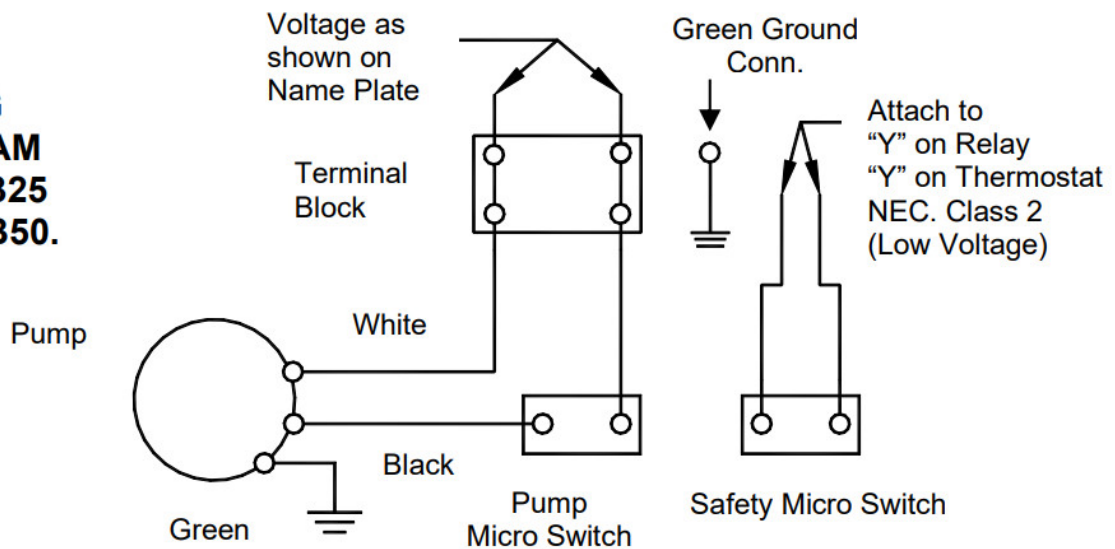 Voltage as
shown on
Name Plate
Green Ground
Conn.
AM
325
350.
Attach to
“Y” on Relay
“Y” on Thermostat
NEC. Class 2
(Low Voltage)
Terminal
Block
Pump
White
Black
Green
Pump
Micro Switch
Safety Micro Switch